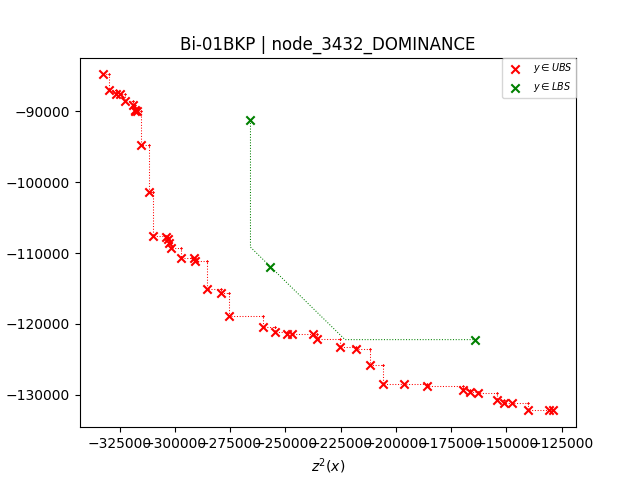 Bi-01BKP | node_3432_DOMINANCE
y ∈ UBS
y ∈ LBS
−90000
−100000
−110000
−120000
−130000
−325000 −300000 −275000 −250000 −225000 −200000 −175000 −150000 −125000
z²(x)